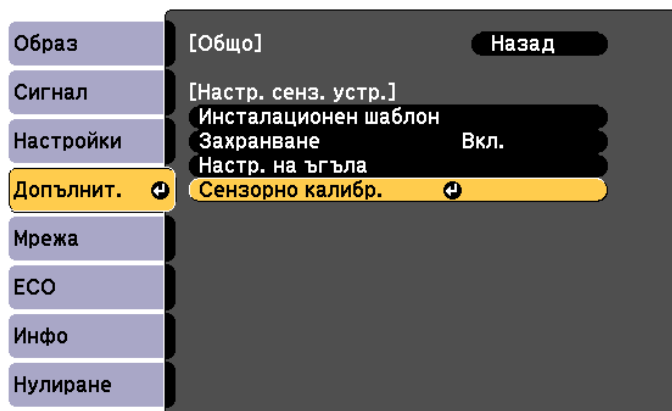 Образ
Сигнал
Настройки
Допълнит.
Мрежа
ECO
Инфо
Нулиране
[Общо] Назад
[Настр. сенз. устр.]
Инсталационен шаблон
Захранване Вкл.
Настр. на ъгъла
Сензорно калибр.